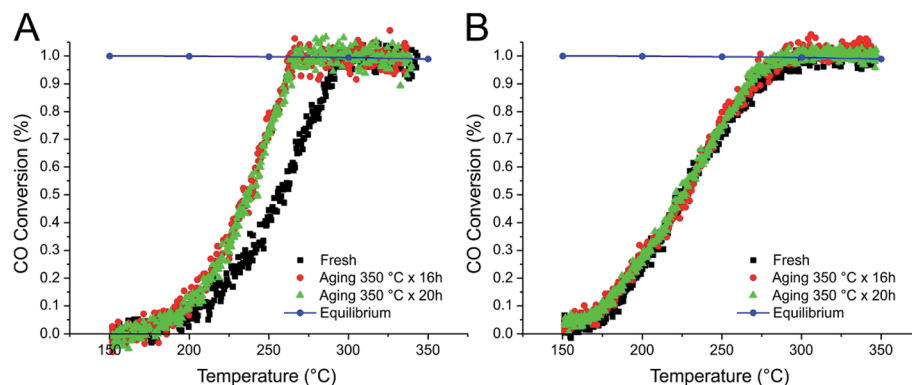 A
CO Conversion (%)
1.0
0.9
0.8
0.7
0.6
0.5
0.4
0.3
0.2
0.1
0.0
Fresh
Aging 350 °C x 16h
Aging 350 °C x 20h
Equilibrium
150 200 250 300 350
Temperature (°C)
B
CO Conversion (%)
1.0
0.9
0.8
0.7
0.6
0.5
0.4
0.3
0.2
0.1
0.0
Fresh
Aging 350 °C x 16h
Aging 350 °C x 20h
Equilibrium
150 200 250 300 350
Temperature (°C)